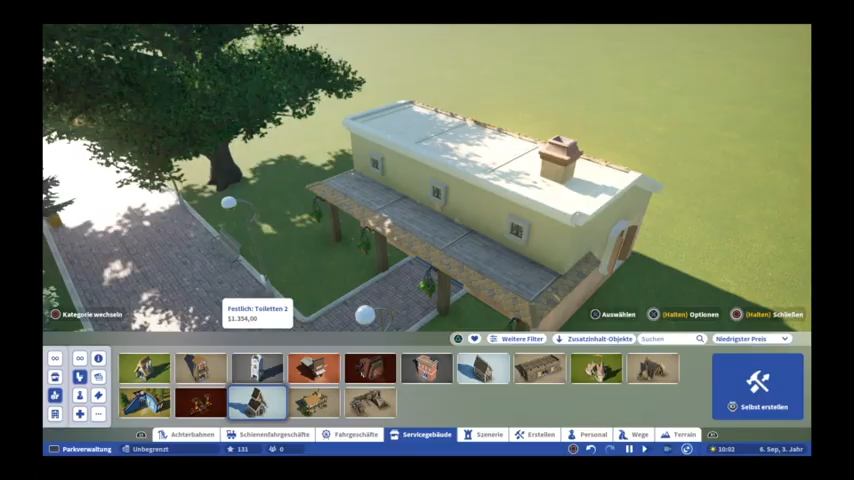 Kategorie wechseln
Festlich: Toiletten 2
$1.354,00
Auswählen
(Halten) Optionen
(Halten) Schließen
Weitere Filter
Zusatzinhalt-Objekte
Suchen
Niedrigster Preis
Selbst erstellen
Achterbahnen
Schienenfahrgeschäfte
Fahrgeschäfte
Servicegebäude
Szenerie
Erstellen
Personal
Wege
Terrain
Parkverwaltung
Unbegrenzt
131
0
10:02
6. Sep, 3. Jahr